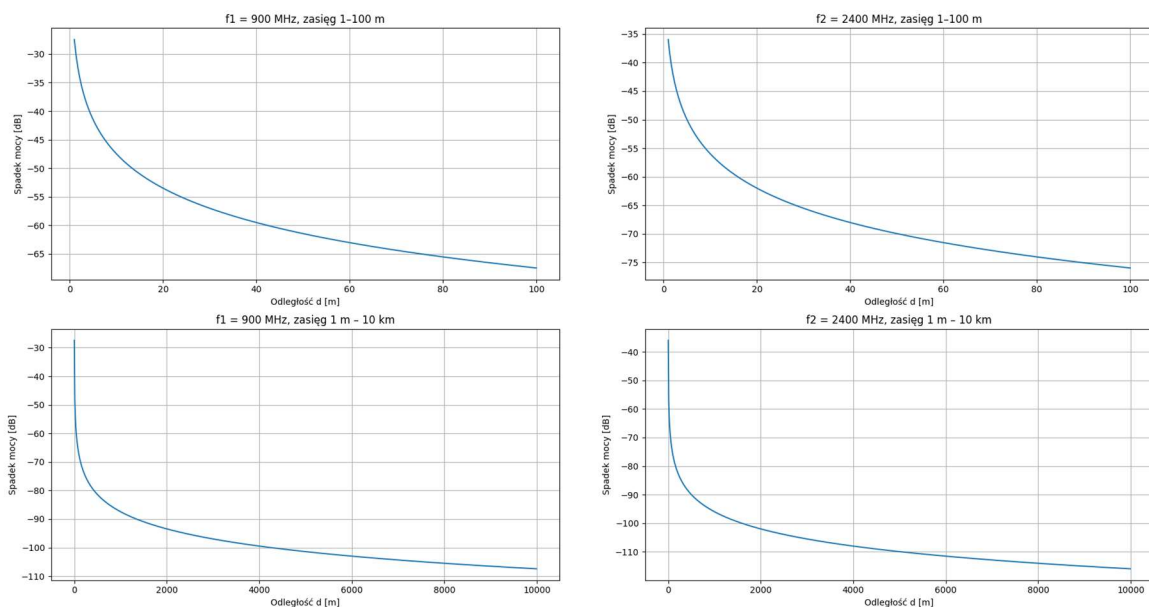 f1 = 900 MHz, zasięg 1–100 m
−30
−35
−40
−45
−50
−55
−60
−65
Spadek mocy [dB]
0 20 40 60 80 100
Odległość d [m]
f2 = 2400 MHz, zasięg 1–100 m
−35
−40
−45
−50
−55
−60
−65
−70
−75
Spadek mocy [dB]
0 20 40 60 80 100
Odległość d [m]
f1 = 900 MHz, zasięg 1 m – 10 km
−30
−40
−50
−60
−70
−80
−90
−100
−110
Spadek mocy [dB]
0 2000 4000 6000 8000 10000
Odległość d [m]
f2 = 2400 MHz, zasięg 1 m – 10 km
−40
−50
−60
−70
−80
−90
−100
−110
Spadek mocy [dB]
0 2000 4000 6000 8000 10000
Odległość d [m]